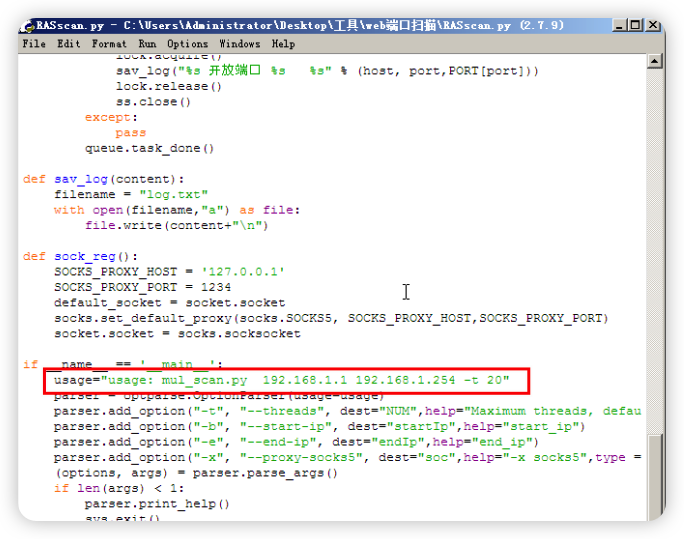 RASscan.py - C:\Users\Administrator\Desktop\工具\web端口扫描\RASscan.py (2.7.9)
File Edit Format Run Options Windows Help
lock.acquire()
sav_log("%s 开放端口 %s   %s" % (host, port,PORT[port]))
lock.release()
ss.close()
except:
pass
queue.task_done()
def sav_log(content):
filename = "log.txt"
with open(filename,"a") as file:
file.write(content+"\n")
def sock_reg():
SOCKS_PROXY_HOST = '127.0.0.1'
SOCKS_PROXY_PORT = 1234
default_socket = socket.socket
socks.set_default_proxy(socks.SOCKS5, SOCKS_PROXY_HOST,SOCKS_PROXY_PORT)
socket.socket = socks.socksocket
if __name__ == '__main__':
usage="usage: mul_scan.py  192.168.1.1 192.168.1.254 -t 20"
parser = optparse.OptionParser(usage=usage)
parser.add_option("-t", "--threads", dest="NUM",help="Maximum threads, defau
parser.add_option("-b", "--start-ip", dest="startIp",help="start_ip")
parser.add_option("-e", "--end-ip", dest="endIp",help="end_ip")
parser.add_option("-x", "--proxy-socks5", dest="soc",help="-x socks5",type =
(options, args) = parser.parse_args()
if len(args) < 1:
parser.print_help()
sys.exit()